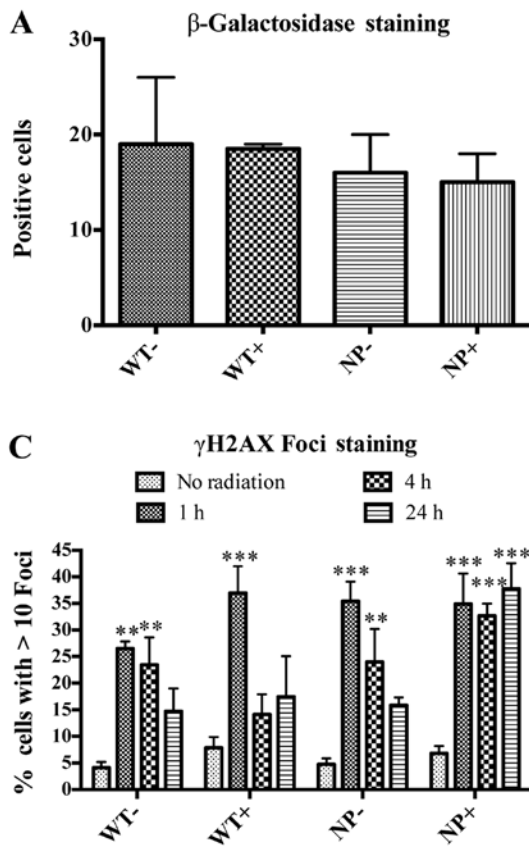 A
β-Galactosidase staining
Positive cells
30
20
10
0
WT-
WT+
NP-
NP+
C
γH2AX Foci staining
No radiation
4 h
1 h
24 h
% cells with > 10 Foci
45
40
35
30
25
20
15
10
5
0
** ** *** *** ** *** *** ***
WT-
WT+
NP-
NP+